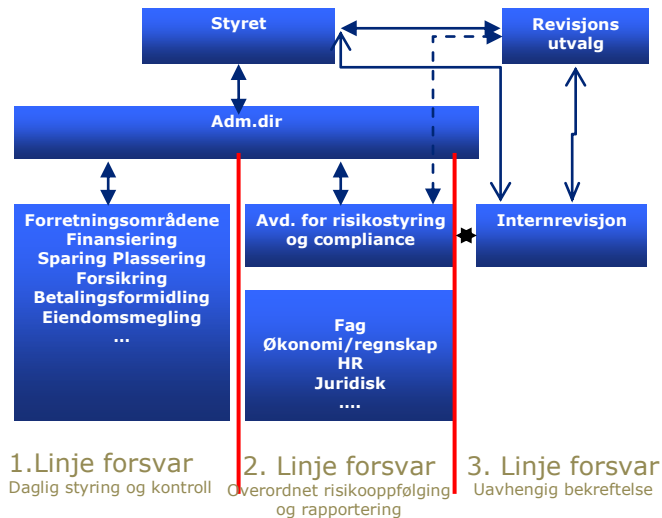 Styret
Revisjons
utvalg
Adm.dir
Forretningsområdene
Finansiering
Sparing Plassering
Forsikring
Betalingsformidling
Eiendomsmegling
...
Avd. for risikostyring
og compliance
Internrevisjon
Fag
Økonomi/regnskap
HR
Juridisk
....
1.Linje forsvar
Daglig styring og kontroll
2. Linje forsvar
Overordnet risikooppfølging
og rapportering
3. Linje forsvar
Uavhengig bekreftelse